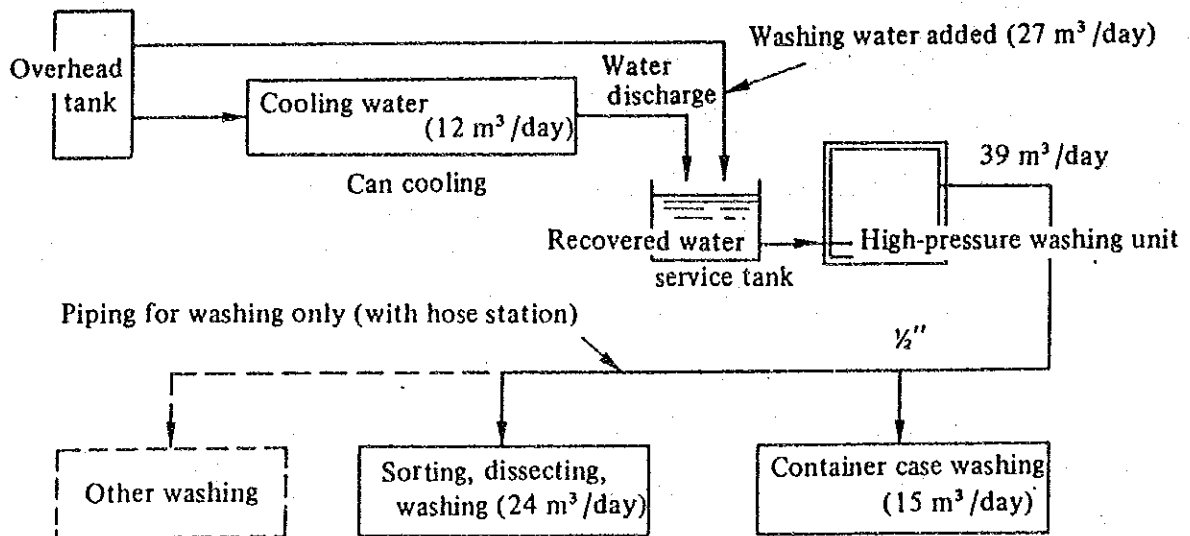 Washing water added (27 m³/day)
Overhead
tank
Water
discharge
Cooling water
(12 m³/day)
Can cooling
39 m³/day
Recovered water
service tank
High-pressure washing unit
Piping for washing only (with hose station)
½″
Other washing
Sorting, dissecting,
washing (24 m³/day)
Container case washing
(15 m³/day)